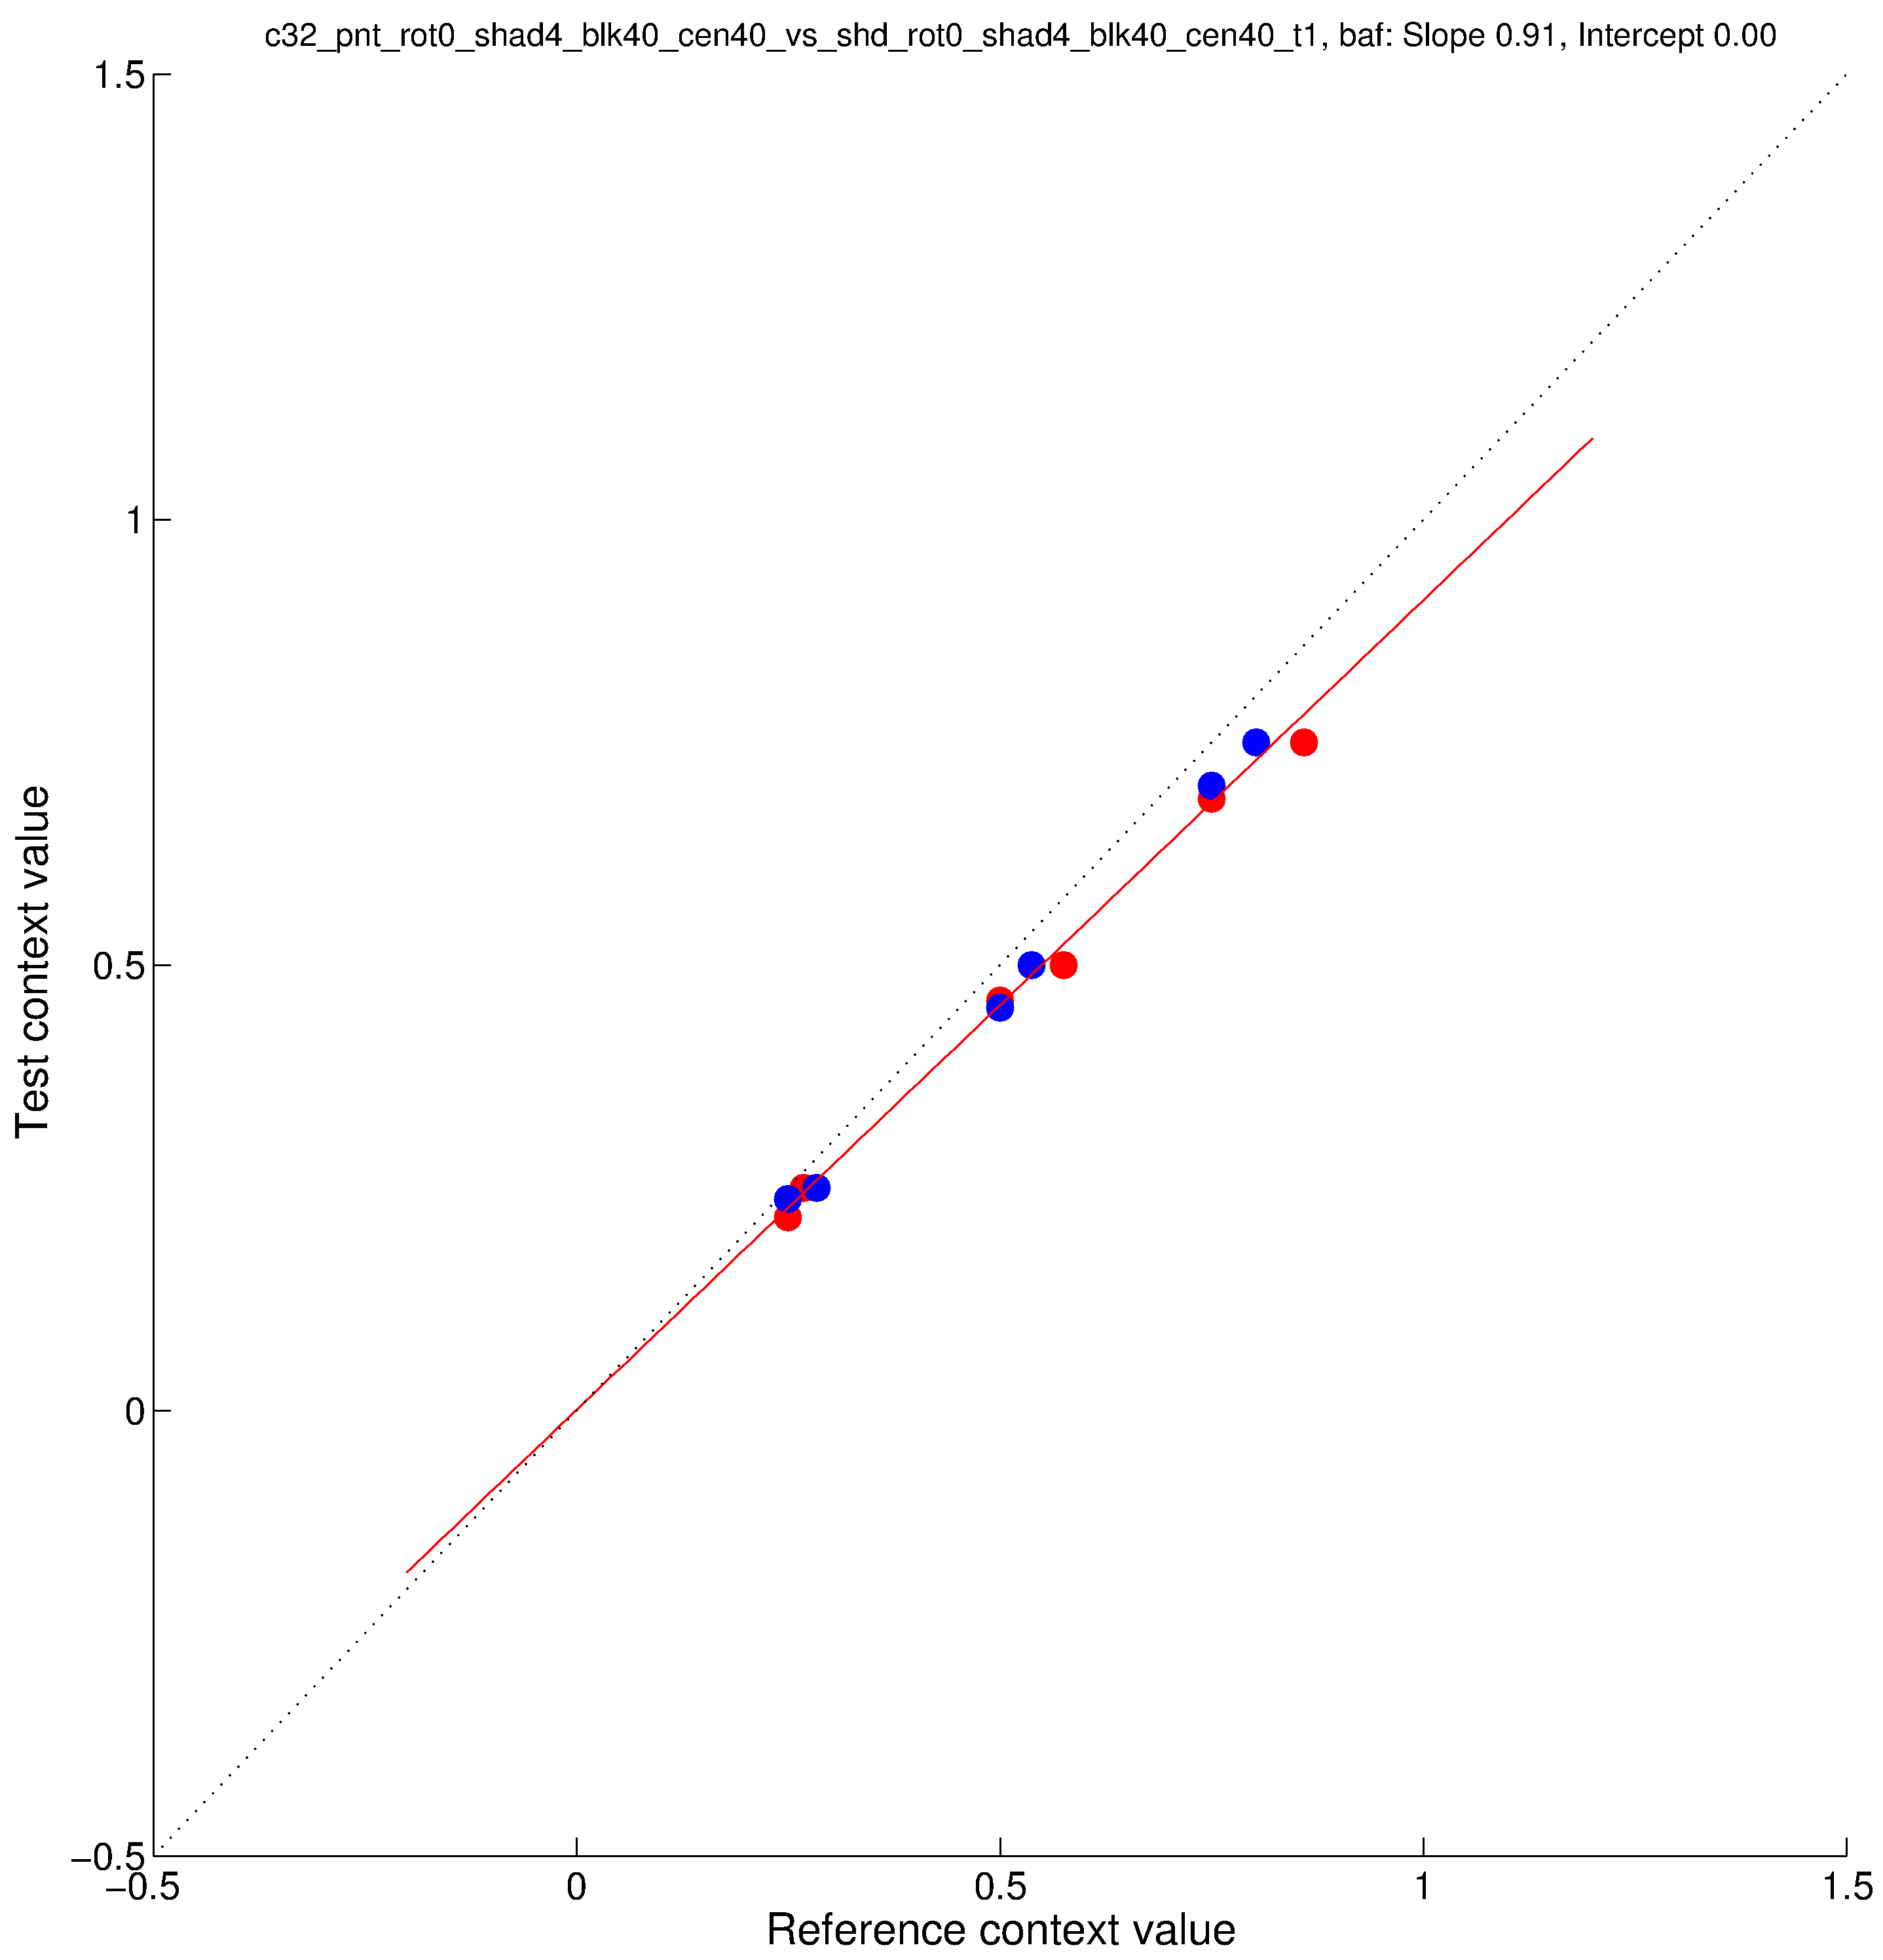 c32_pnt_rot0_shad4_blk40_cen40_vs_shd_rot0_shad4_blk40_cen40_t1, baf: Slope 0.91, Intercept 0.00
1.5
1
0.5
0
−0.5
Test context value
−0.5 0 0.5 1 1.5
Reference context value